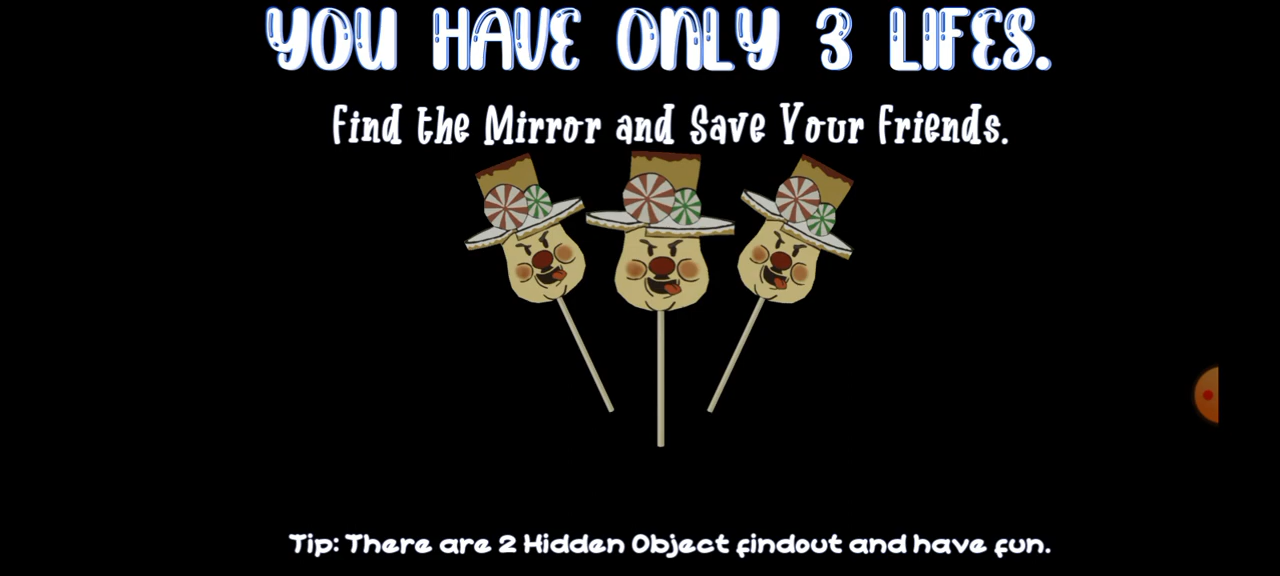 YOU HAVE ONLY 3 LIFES.
Find the Mirror and Save Your Friends.
Tip: There are 2 Hidden Object findout and have fun.